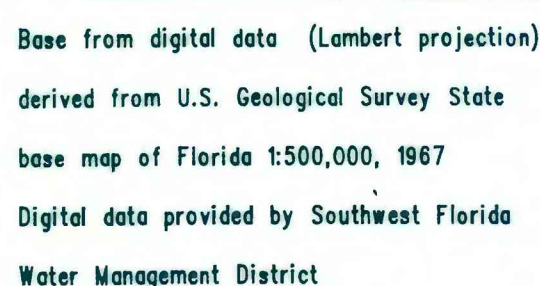 Base from digital data (Lambert projection)
derived from U.S. Geological Survey State
base map of Florida 1:500,000, 1967
Digital data provided by Southwest Florida
Water Management District